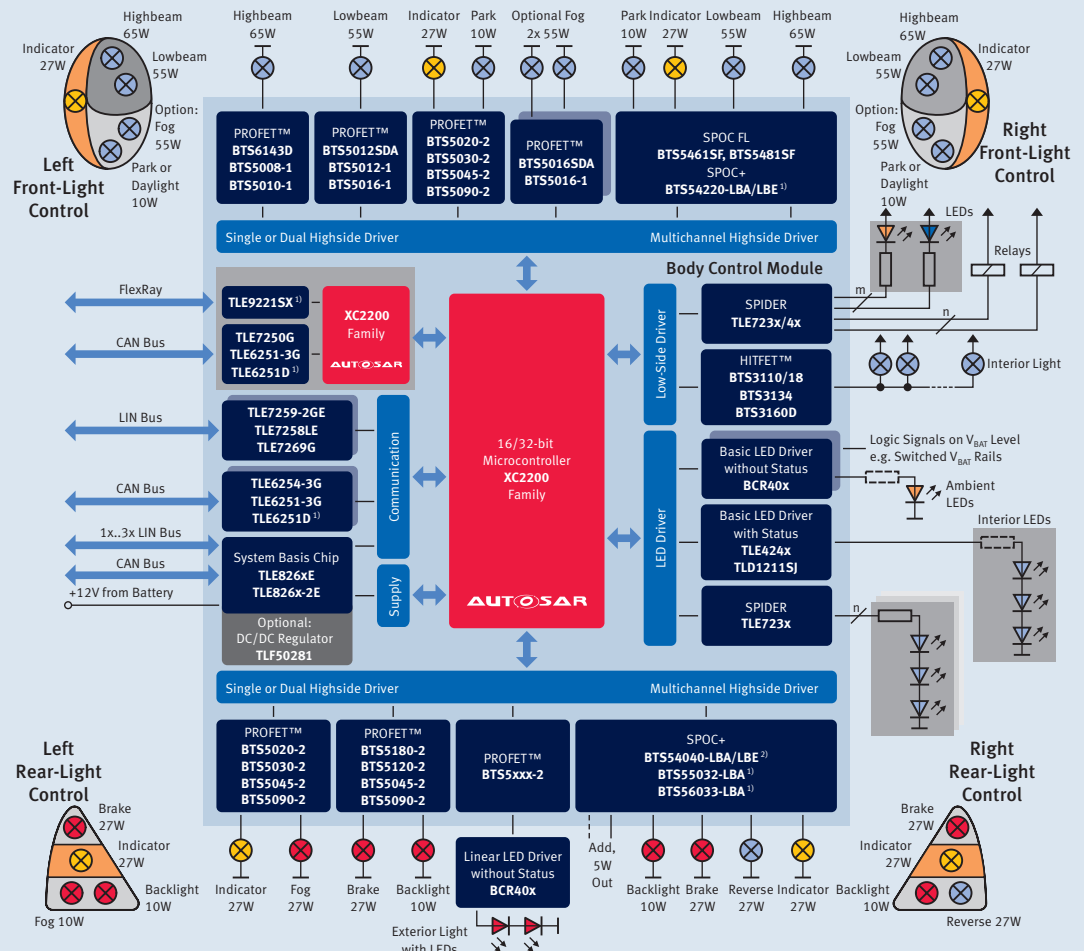 Highbeam
65W
Indicator
27W
Lowbeam
55W
Option:
Fog
55W
Park or
Daylight
10W
Left
Front-Light
Control
Highbeam
65W
Lowbeam
55W
Indicator
27W
Park
10W
Optional Fog
2x 55W
Park
10W
Indicator
27W
Lowbeam
55W
Highbeam
65W
Highbeam
65W
Indicator
27W
Lowbeam
55W
Option:
Fog
55W
Park or
Daylight
10W
Right
Front-Light
Control
PROFET™
BTS6143D
BTS5008-1
BTS5010-1
PROFET™
BTS5012SDA
BTS5012-1
BTS5016-1
PROFET™
BTS5020-2
BTS5030-2
BTS5045-2
BTS5090-2
PROFET™
BTS5016SDA
BTS5016-1
SPOC FL
BTS5461SF, BTS5481SF
SPOC+
BTS54220-LBA/LBE 1)
Single or Dual Highside Driver
Multichannel Highside Driver
Body Control Module
LEDs
Relays
m
n
Interior Light
FlexRay
CAN Bus
TLE9221SX 1)
TLE7250G
TLE6251-3G
TLE6251D 1)
XC2200
Family
AUTOSAR
LIN Bus
TLE7259-2GE
TLE7258LE
TLE7269G
CAN Bus
TLE6254-3G
TLE6251-3G
TLE6251D 1)
Communication
1x..3x LIN Bus
CAN Bus
+12V from Battery
System Basis Chip
TLE826xE
TLE826x-2E
Supply
Optional:
DC/DC Regulator
TLF50281
16/32-bit
Microcontroller
XC2200
Family
AUTOSAR
Low-Side Driver
SPIDER
TLE723x/4x
HITFET™
BTS3110/18
BTS3134
BTS3160D
LED Driver
Basic LED Driver
without Status
BCR40x
Logic Signals on VBAT Level
e.g. Switched VBAT Rails
Ambient
LEDs
Basic LED Driver
with Status
TLE424x
TLD1211SJ
Interior LEDs
SPIDER
TLE723x
n
Single or Dual Highside Driver
Multichannel Highside Driver
PROFET™
BTS5020-2
BTS5030-2
BTS5045-2
BTS5090-2
PROFET™
BTS5180-2
BTS5120-2
BTS5045-2
BTS5090-2
PROFET™
BTS5xxx-2
SPOC+
BTS54040-LBA/LBE 2)
BTS55032-LBA 1)
BTS56033-LBA 1)
Left
Rear-Light
Control
Brake
27W
Indicator
27W
Backlight
10W
Fog 10W
Indicator
27W
Fog
27W
Brake
27W
Backlight
10W
Linear LED Driver
without Status
BCR40x
Exterior Light
with LEDs
Add,
5W
Out
Backlight
10W
Brake
27W
Reverse
27W
Indicator
27W
Right
Rear-Light
Control
Brake
27W
Indicator
27W
Backlight
10W
Reverse 27W